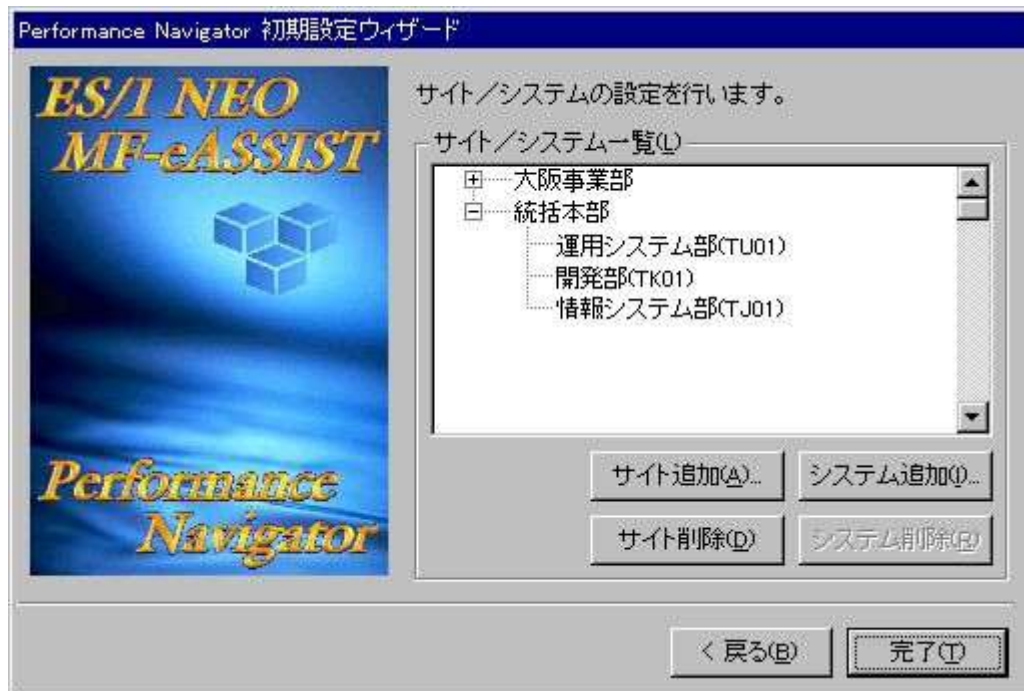 Performance Navigator 初期設定ウィザード
ES/1 NEO
MF-eASSIST
Performance
Navigator
サイト／システムの設定を行います。
サイト／システム一覧(L)
大阪事業部
統括本部
運用システム部(TU01)
開発部(TK01)
情報システム部(TJ01)
サイト追加(A)... システム追加(I)...
サイト削除(D) システム削除(R)
< 戻る(B) 完了(T)